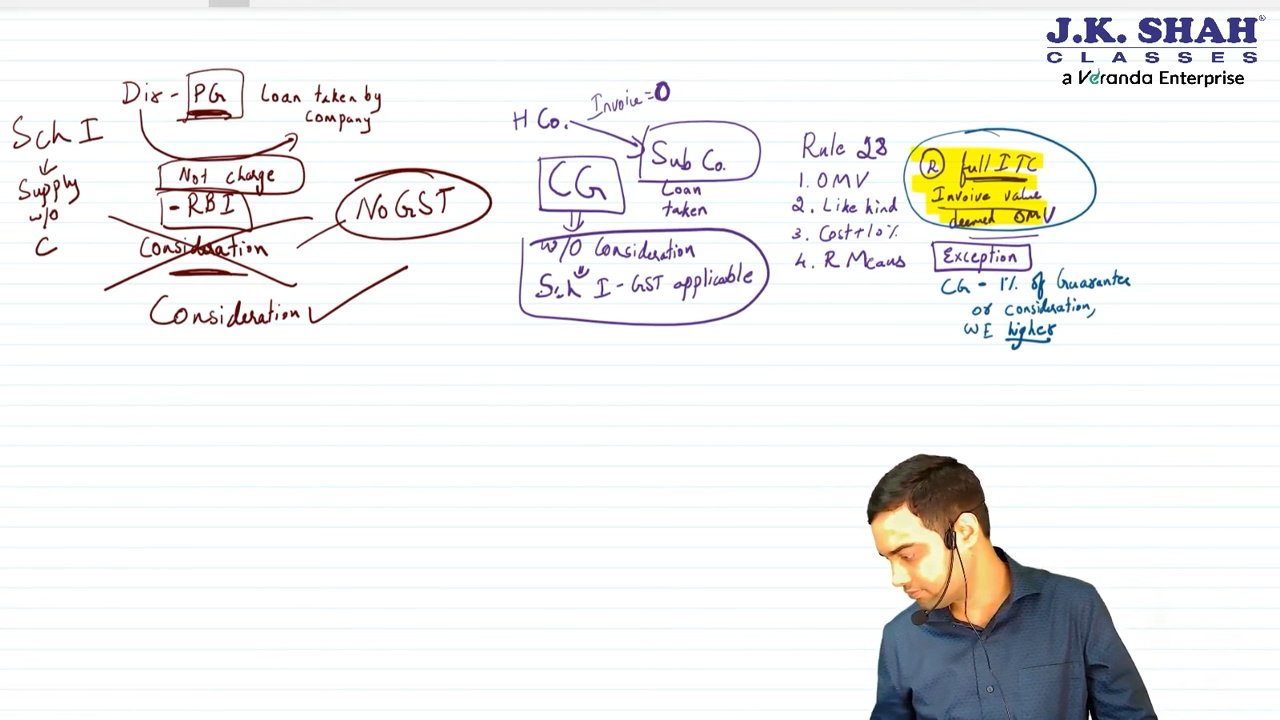 J.K. SHAH®
CLASSES
a Veranda Enterprise
Sch I
Supply
w/o
C
Dir - PG Loan taken by
company
Not charge
- RBI
Consideration
No GST
Consideration ✓
H Co. Invoice = 0
Sub Co.
Loan
taken
CG
w/o Consideration
Sch I - GST applicable
Rule 28
1. OMV
2. Like kind
3. Cost + 10%
4. R Means
R full ITC
Invoive value
deemed OMV
Exception
CG - 1% of Guarantee
or consideration,
WE higher